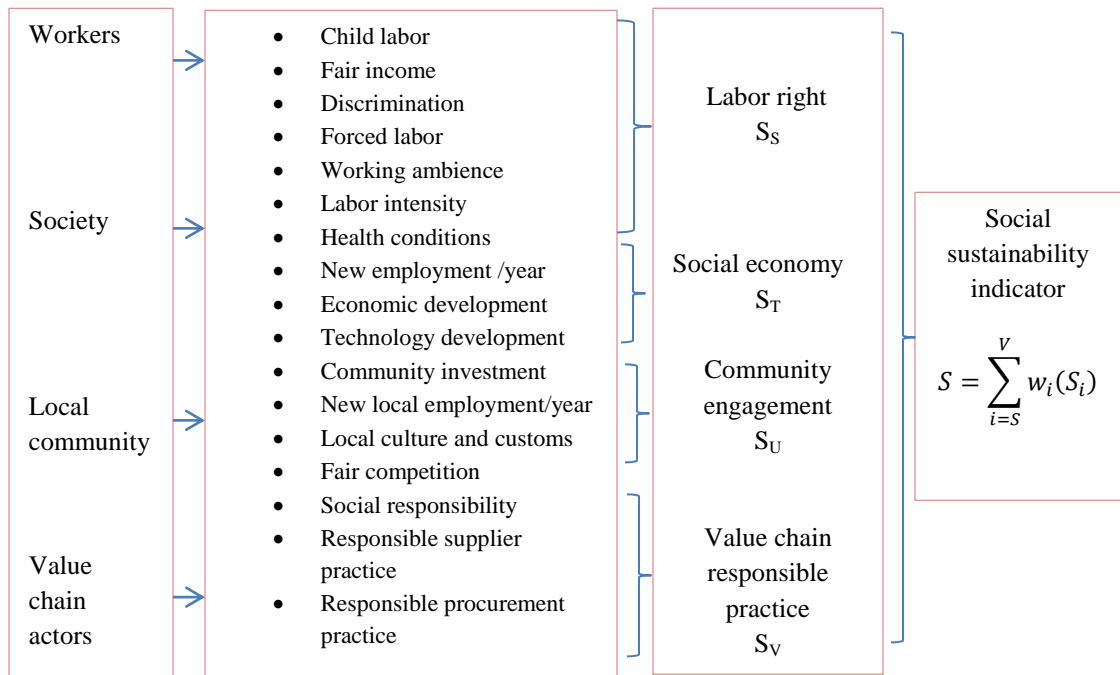 Workers
Society
Local
community
Value
chain
actors
• Child labor
• Fair income
• Discrimination
• Forced labor
• Working ambience
• Labor intensity
• Health conditions
• New employment /year
• Economic development
• Technology development
• Community investment
• New local employment/year
• Local culture and customs
• Fair competition
• Social responsibility
• Responsible supplier
practice
• Responsible procurement
practice
Labor right
S_S
Social economy
S_T
Community
engagement
S_U
Value chain
responsible
practice
S_V
Social
sustainability
indicator
V
S = ∑ w_i(S_i)
i=S